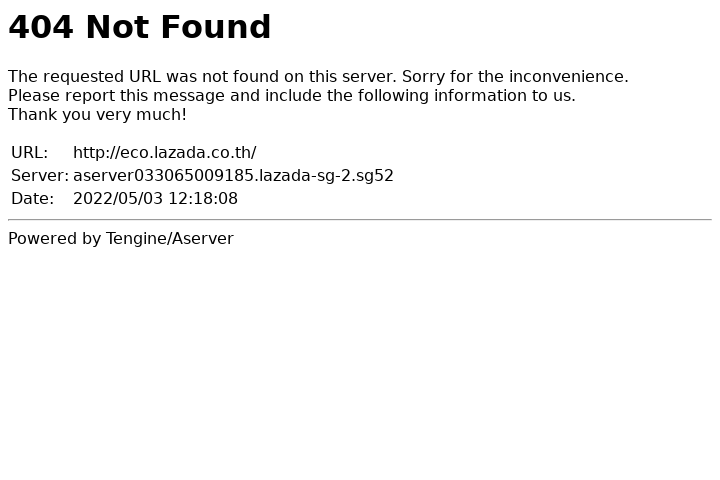 404 Not Found
The requested URL was not found on this server. Sorry for the inconvenience.
Please report this message and include the following information to us.
Thank you very much!
URL: http://eco.lazada.co.th/
Server: aserver033065009185.lazada-sg-2.sg52
Date: 2022/05/03 12:18:08
Powered by Tengine/Aserver